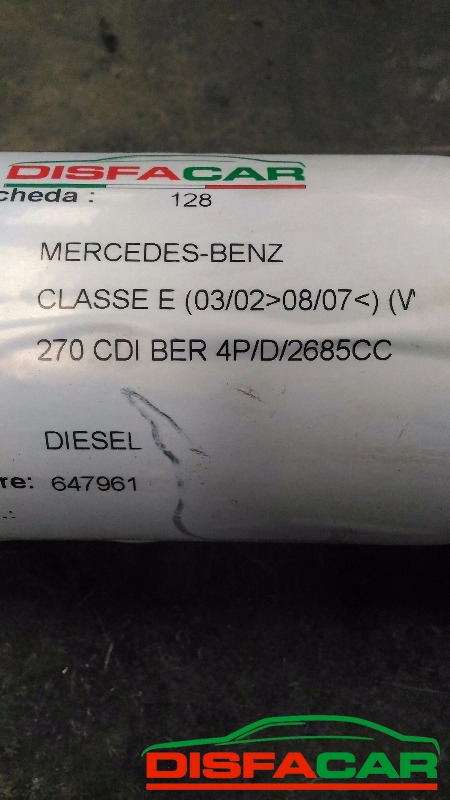 DISFACAR
cheda : 128
MERCEDES-BENZ
CLASSE E (03/02>08/07<) (W
270 CDI BER 4P/D/2685CC
DIESEL
re: 647961
DISFACAR